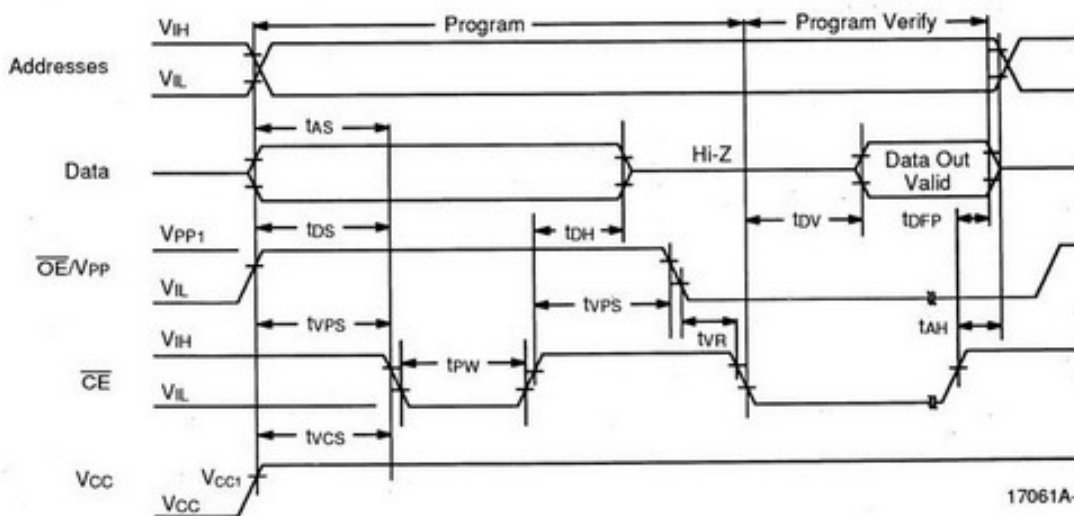 Program Program Verify
VIH
Addresses
VIL
tAS
Data Hi-Z Data Out Valid
tDS tDH tDV tDFP
VPP1
OE/VPP
VIL
tVPS tVPS tVR tAH
VIH
CE tPW
VIL
tVCS
VCC VCC1
VCC
17061A-